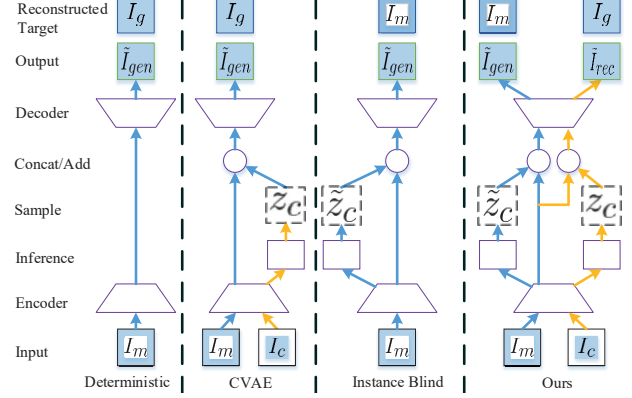 Reconstructed
Target I_g I_g I_m I_m I_g
Output Ĩ_gen Ĩ_gen Ĩ_gen Ĩ_gen Ĩ_rec
Decoder
Concat/Add
Sample z_c z̃_c z̃_c z_c
Inference
Encoder
Input I_m I_m I_c I_m I_m I_c
Deterministic CVAE Instance Blind Ours